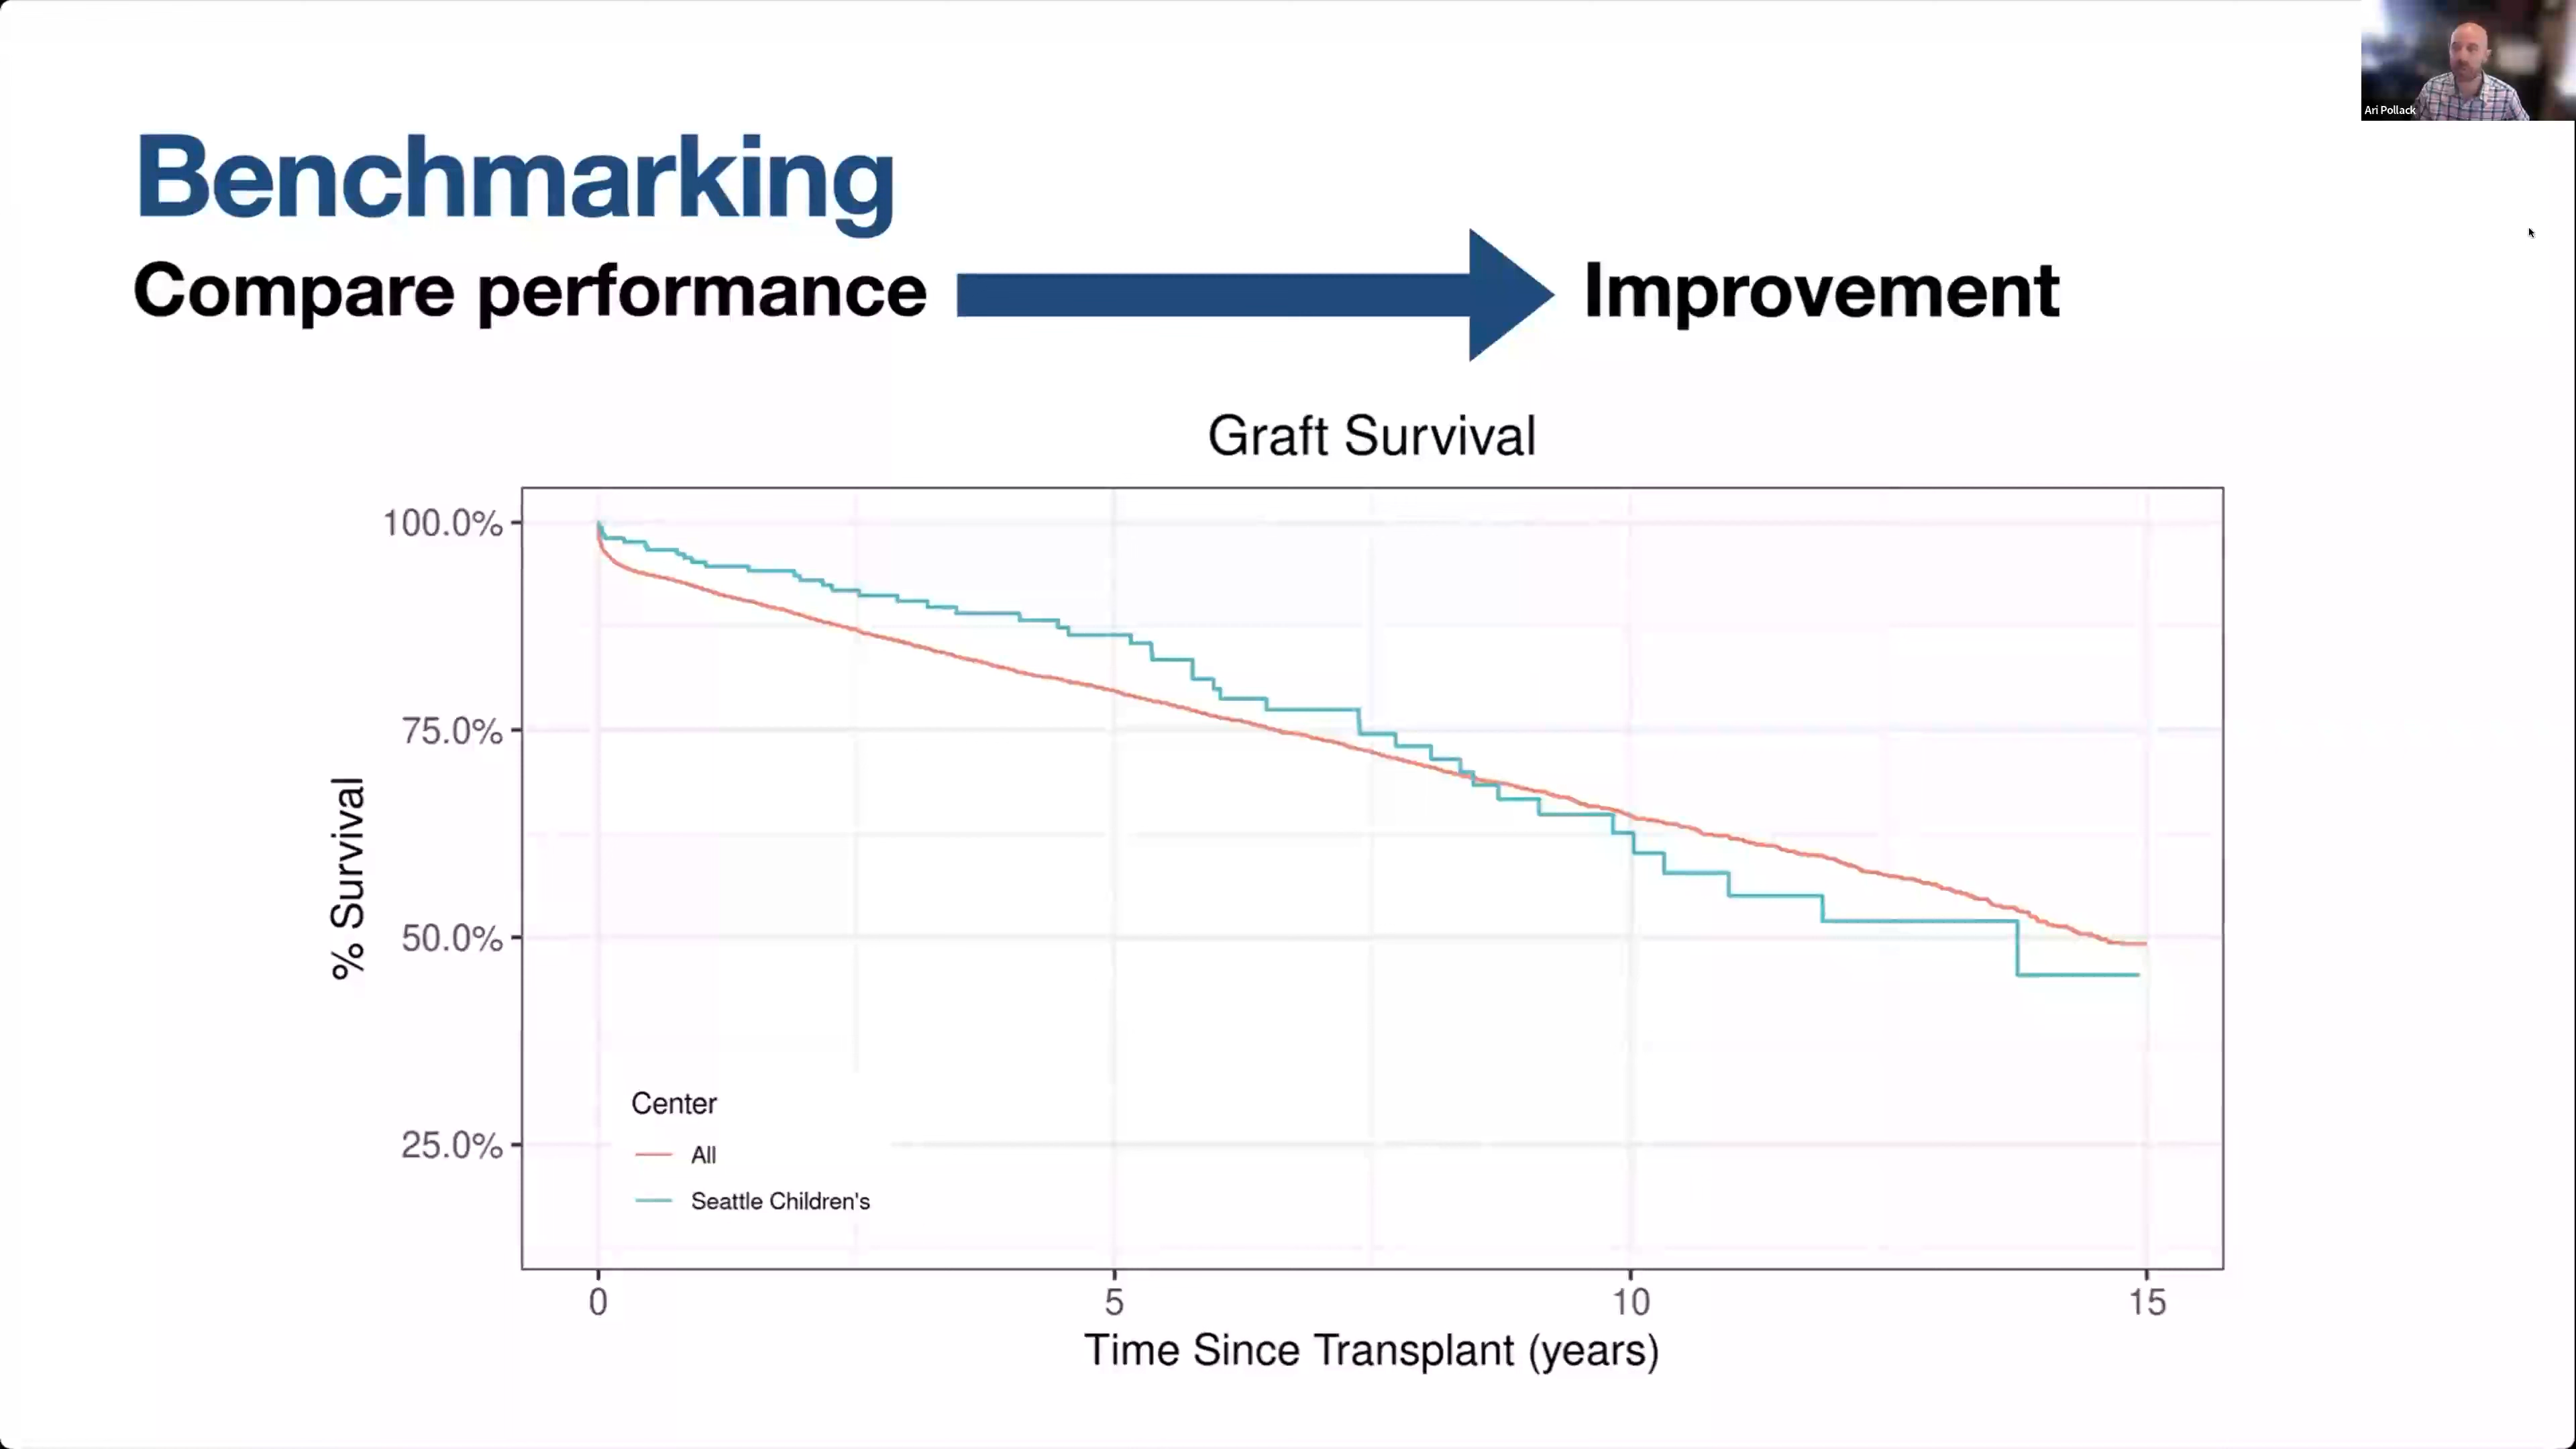 Ari Pollack
Benchmarking
Compare performance
Improvement
Graft Survival
100.0%
75.0%
50.0%
25.0%
% Survival
Center
All
Seattle Children's
0
5
10
15
Time Since Transplant (years)